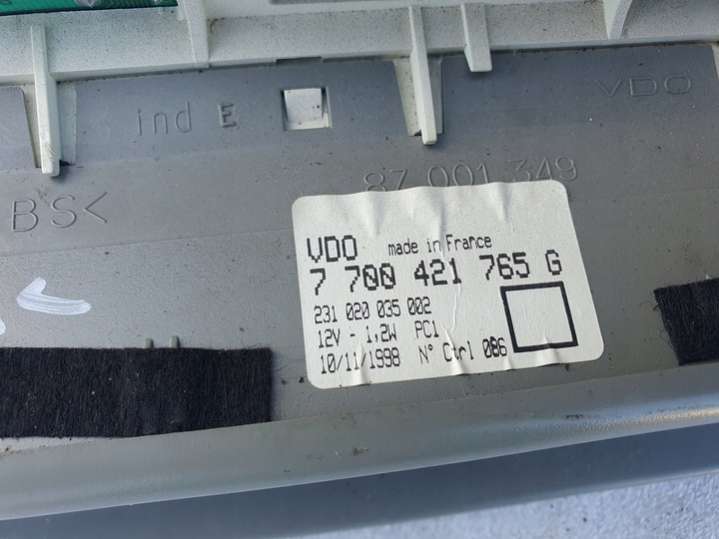 ind E
VDO
87 001 349
BS<
VDO made in France
7 700 421 765 G
231 020 035 002
12V - 1,2W PC1
10/11/1998 N° Ctrl 086